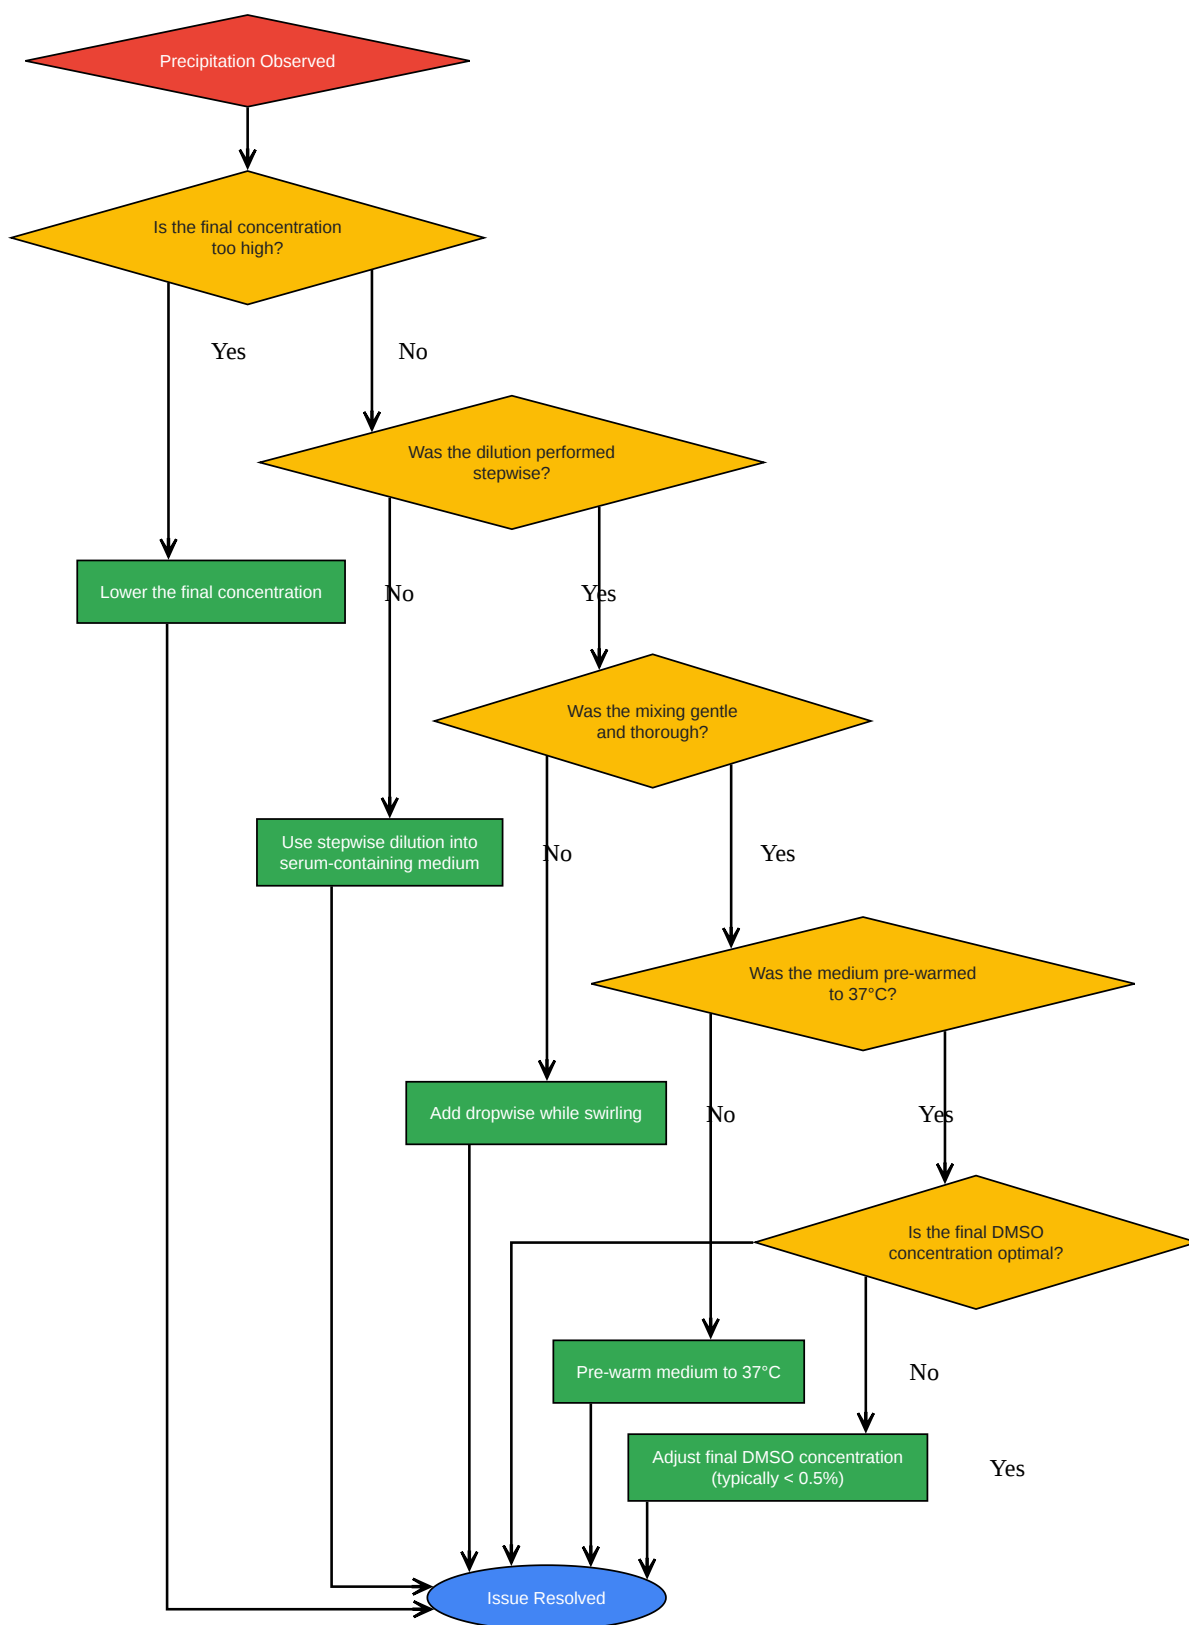 Precipitation Observed
Is the final concentration
too high?
Yes
No
Was the dilution performed
stepwise?
Lower the final concentration
No
Yes
Was the mixing gentle
and thorough?
Use stepwise dilution into
serum-containing medium
No
Yes
Was the medium pre-warmed
to 37°C?
Add dropwise while swirling
No
Yes
Is the final DMSO
concentration optimal?
Pre-warm medium to 37°C
No
Adjust final DMSO concentration
(typically < 0.5%)
Yes
Issue Resolved